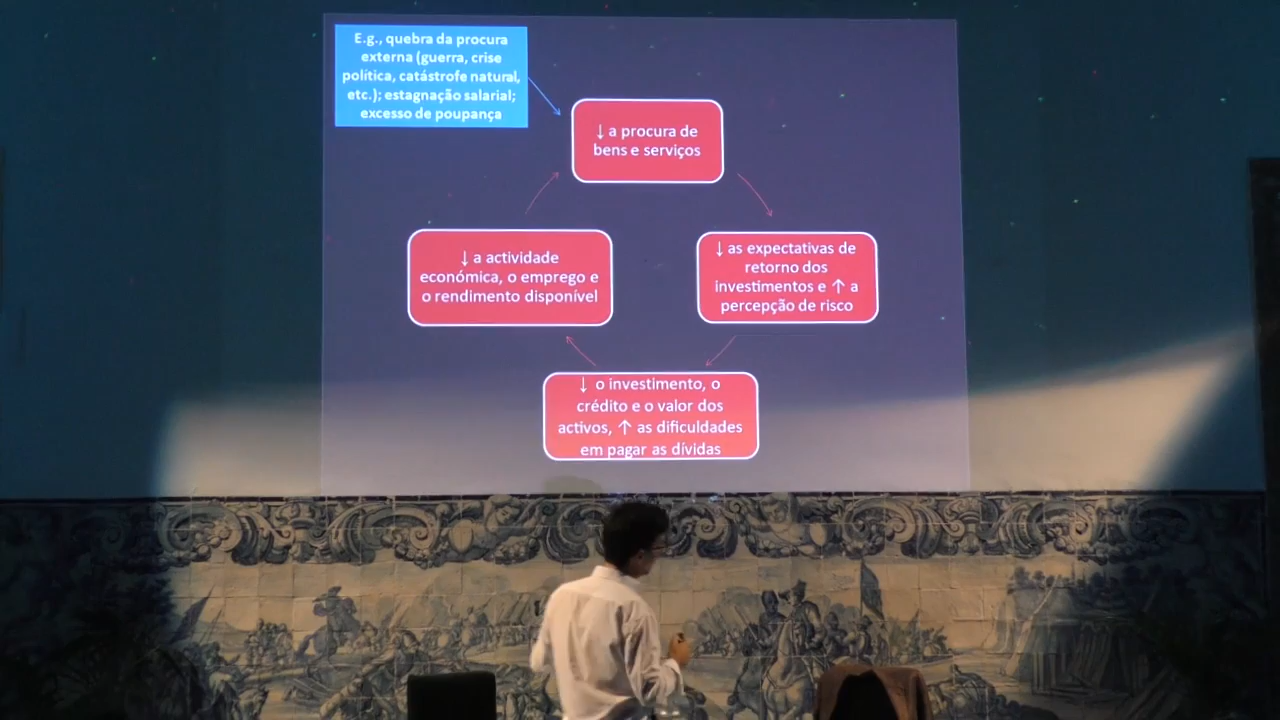 E.g., quebra da procura
externa (guerra, crise
política, catástrofe natural,
etc.); estagnação salarial;
excesso de poupança
↓ a procura de
bens e serviços
↓ as expectativas de
retorno dos
investimentos e ↑ a
percepção de risco
↓ o investimento, o
crédito e o valor dos
activos, ↑ as dificuldades
em pagar as dívidas
↓ a actividade
económica, o emprego e
o rendimento disponível